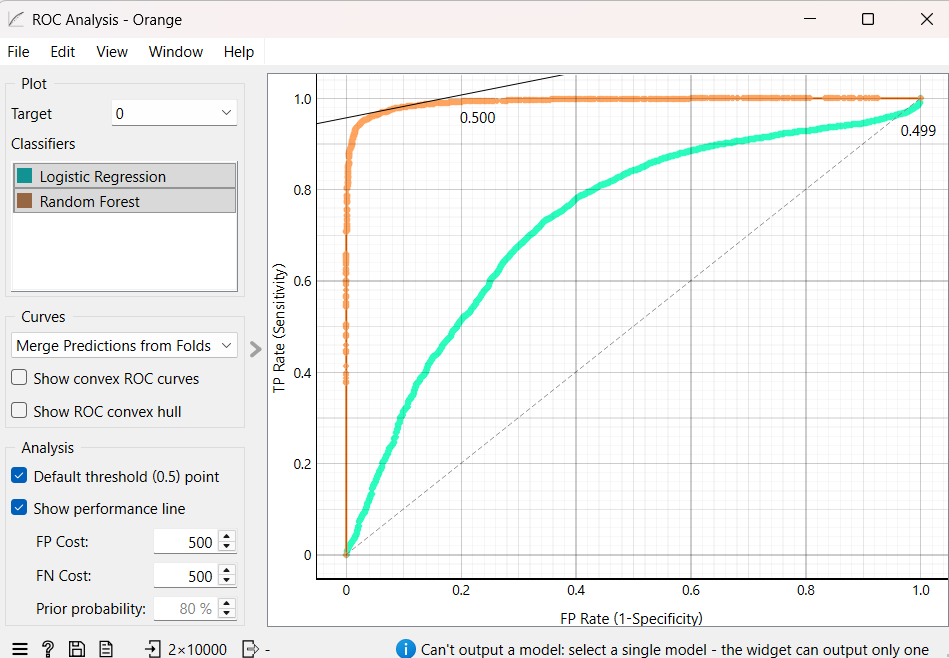 ROC Analysis - Orange
File Edit View Window Help
Plot
Target 0
Classifiers
Logistic Regression
Random Forest
Curves
Merge Predictions from Folds
Show convex ROC curves
Show ROC convex hull
Analysis
Default threshold (0.5) point
Show performance line
FP Cost: 500
FN Cost: 500
Prior probability: 80 %
TP Rate (Sensitivity)
1.0
0.8
0.6
0.4
0.2
0
0.500
0.499
0 0.2 0.4 0.6 0.8 1.0
FP Rate (1-Specificity)
? 2×10000 -
Can't output a model: select a single model - the widget can output only one